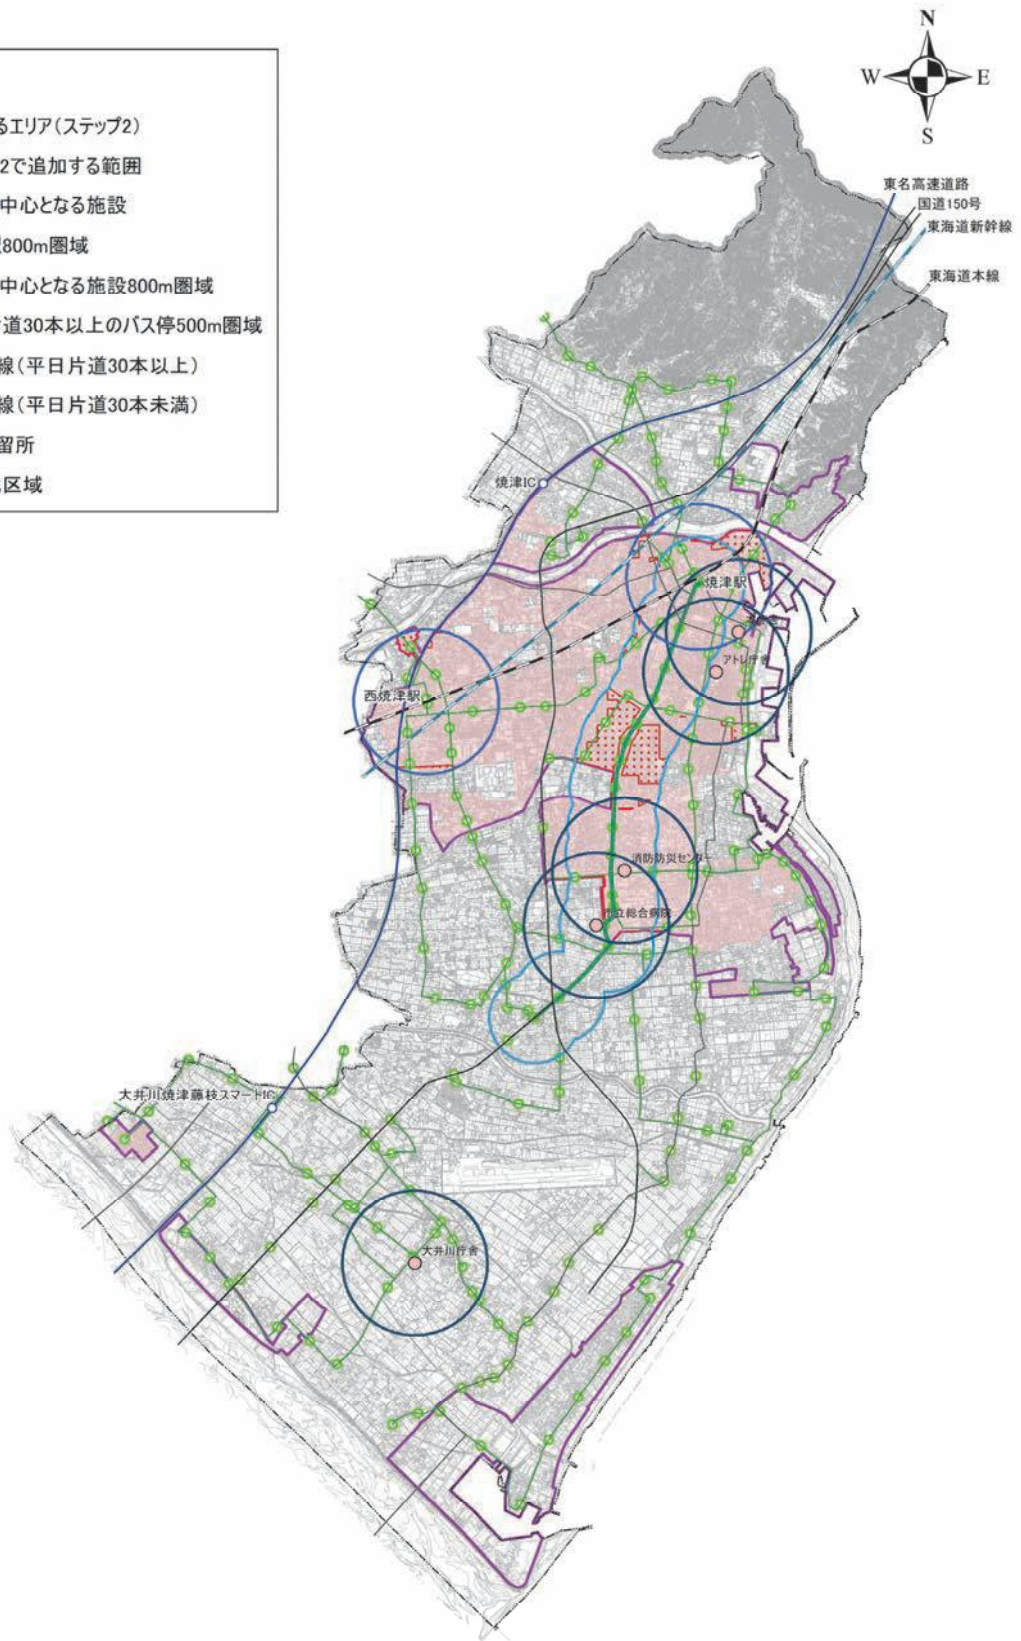 るエリア(ステップ2)
2で追加する範囲
中心となる施設
800m圏域
中心となる施設800m圏域
道30本以上のバス停500m圏域
線(平日片道30本以上)
線(平日片道30本未満)
留所
区域
N
W
E
S
東名高速道路
国道150号
東海道新幹線
東海道本線
焼津IC
焼津駅
アトレ庁舎
西焼津駅
消防防災センター
市立総合病院
大井川焼津藤枝スマートIC
大井川庁舎